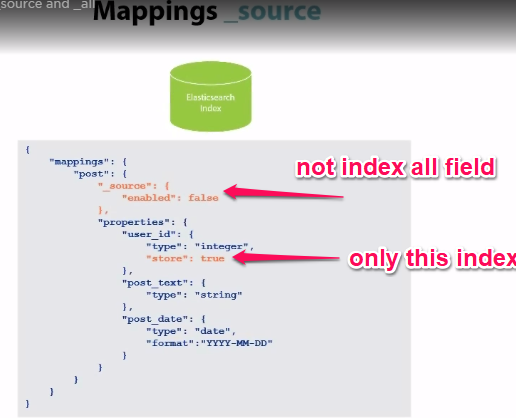 source and _all
Mappings _source
Elasticsearch
Index
{
"mappings": {
"post": {
"_source": {
"enabled": false
},
"properties": {
"user_id": {
"type": "integer",
"store": true
},
"post_text": {
"type": "string"
},
"post_date": {
"type": "date",
"format":"YYYY-MM-DD"
}
}
}
}
}
not index all field
only this index